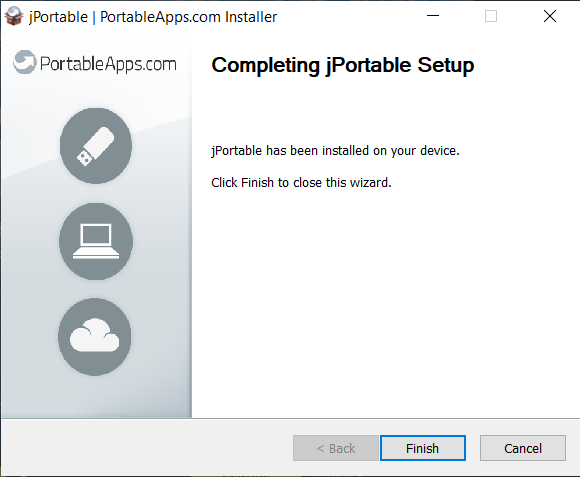 jPortable | PortableApps.com Installer
PortableApps.com
Completing jPortable Setup
jPortable has been installed on your device.
Click Finish to close this wizard.
< Back
Finish
Cancel